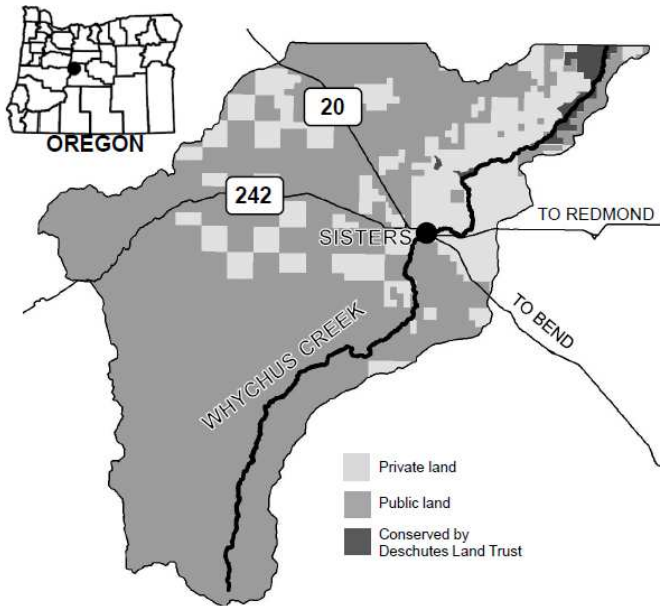 OREGON
20
242
SISTERS
TO REDMOND
TO BEND
WHYCHUS CREEK
Private land
Public land
Conserved by
Deschutes Land Trust